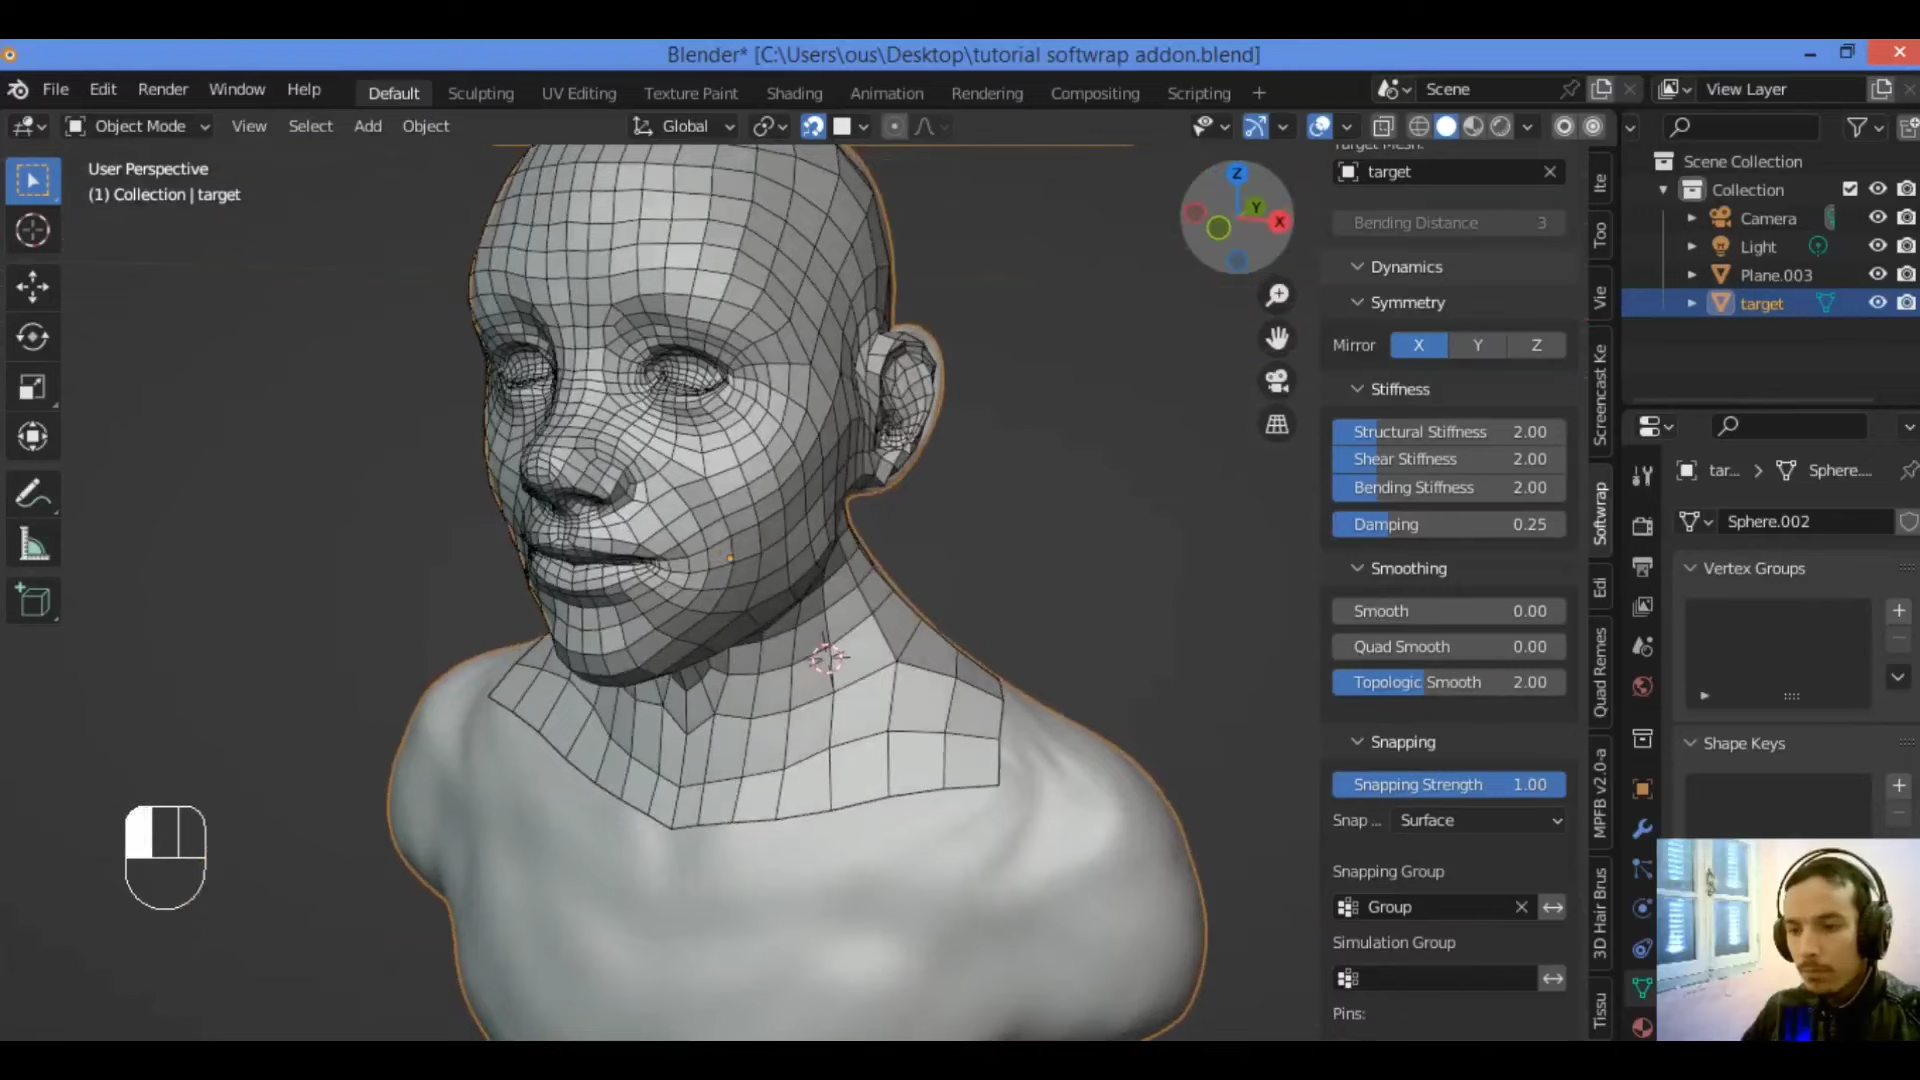 Blender* [C:\Users\ous\Desktop\tutorial softwrap addon.blend]
File Edit Render Window Help
Default Sculpting UV Editing Texture Paint Shading Animation Rendering Compositing Scripting +
Scene
View Layer
Object Mode View Select Add Object
Global
User Perspective
(1) Collection | target
Z
Y
X
Target Mesh:
target
Bending Distance 3
Dynamics
Symmetry
Mirror X Y Z
Stiffness
Structural Stiffness 2.00
Shear Stiffness 2.00
Bending Stiffness 2.00
Damping 0.25
Smoothing
Smooth 0.00
Quad Smooth 0.00
Topologic Smooth 2.00
Snapping
Snapping Strength 1.00
Snap ... Surface
Snapping Group
Group
Simulation Group
Pins:
Ite
Too
Vie
Screencast Ke
Softwrap
Edi
Quad Remes
MPFB v2.0-a
3D Hair Brus
Tissu
Scene Collection
Collection
Camera
Light
Plane.003
target
tar... > Sphere....
Sphere.002
Vertex Groups
Shape Keys